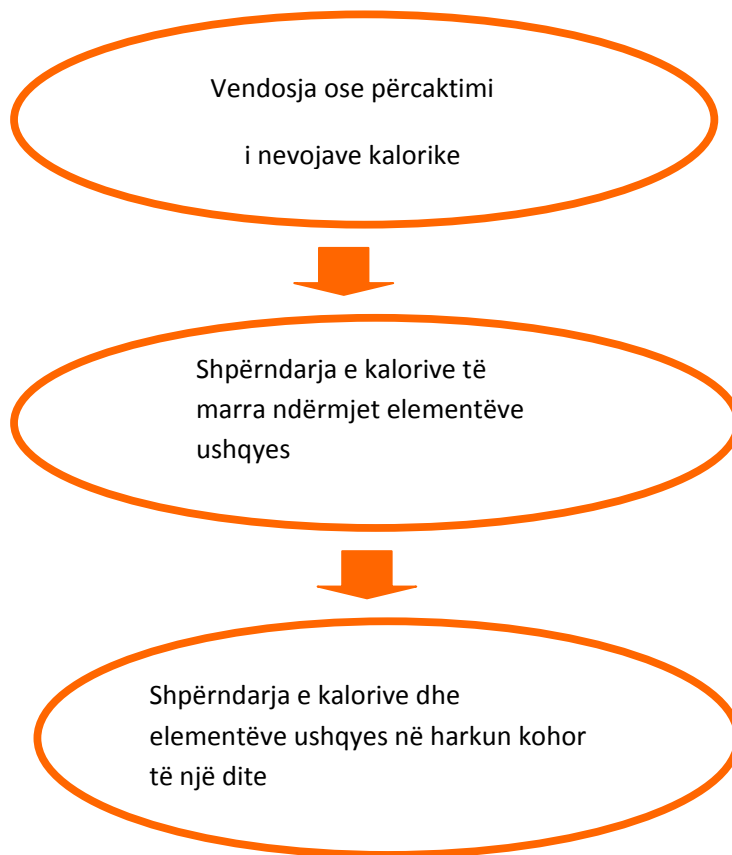 Vendosja ose përcaktimi
i nevojave kalorike
Shpërndarja e kalorive të
marra ndërmjet elementëve
ushqyes
Shpërndarja e kalorive dhe
elementëve ushqyes në harkun kohor
të një dite